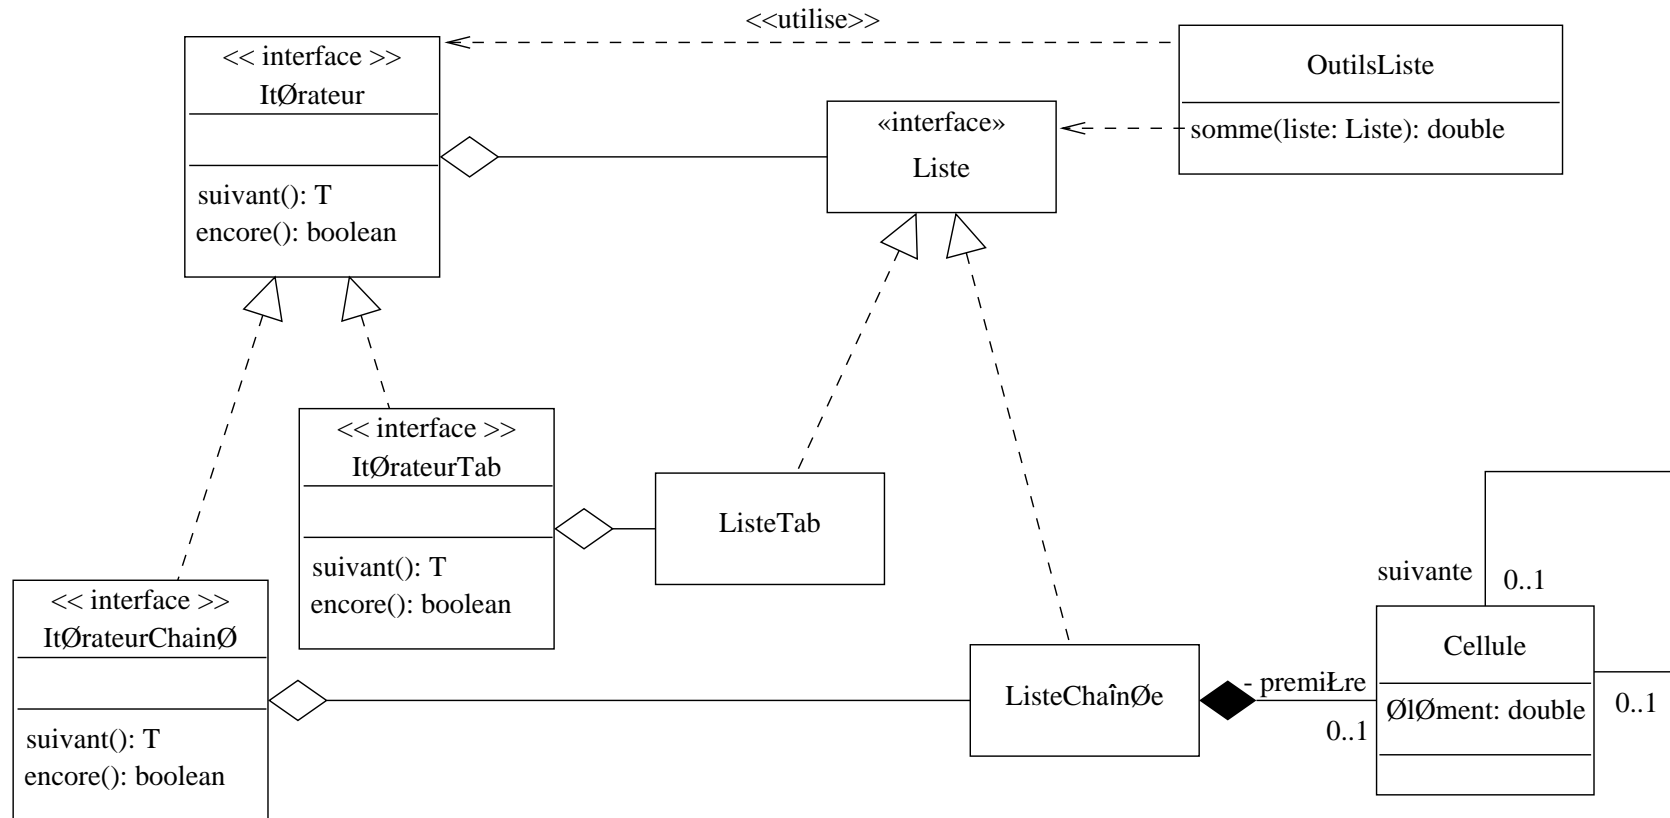 <<utilise>>
<< interface >>
ItØrateur
suivant(): T
encore(): boolean
«interface»
Liste
OutilsListe
somme(liste: Liste): double
<< interface >>
ItØrateurTab
suivant(): T
encore(): boolean
ListeTab
<< interface >>
ItØrateurChainØ
suivant(): T
encore(): boolean
ListeChaînØe
- premiŁre
0..1
suivante
0..1
Cellule
ØlØment: double
0..1